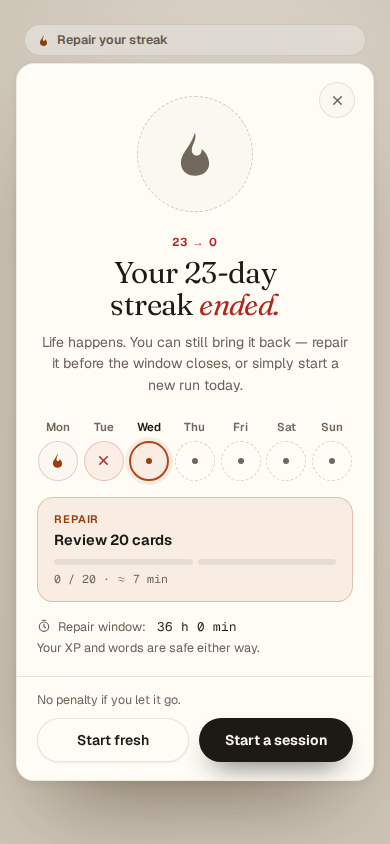 Repair your streak
23 → 0
Your 23-day
streak ended.
Life happens. You can still bring it back — repair
it before the window closes, or simply start a
new run today.
Mon Tue Wed Thu Fri Sat Sun
REPAIR
Review 20 cards
0 / 20 · ≈ 7 min
Repair window: 36 h 0 min
Your XP and words are safe either way.
No penalty if you let it go.
Start fresh Start a session